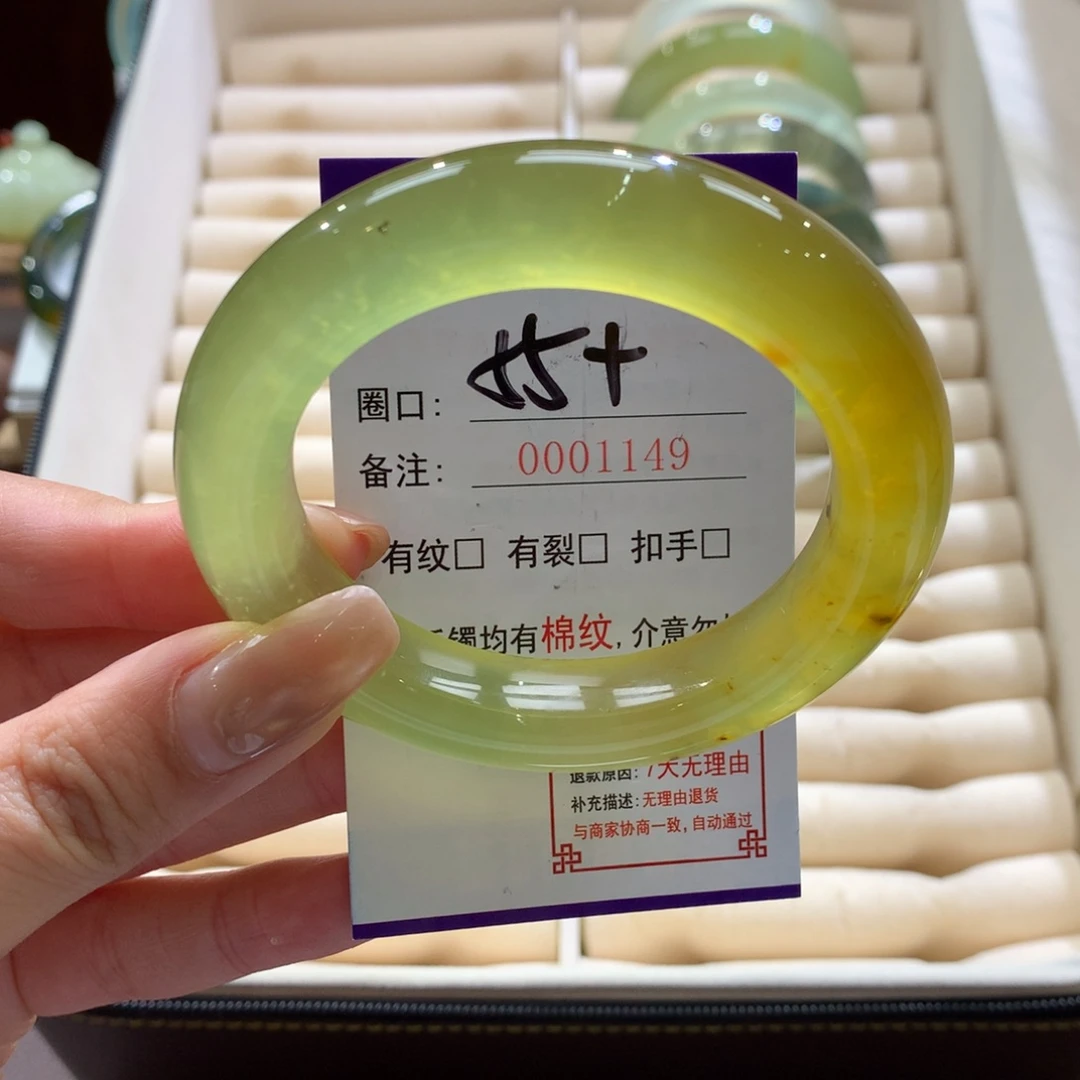 圈口: 55+
备注: 0001149
有纹□ 有裂□ 扣手□
镯均有棉纹, 介意勿
退款原因: 7天无理由
补充描述: 无理由退货
与商家协商一致, 自动通过